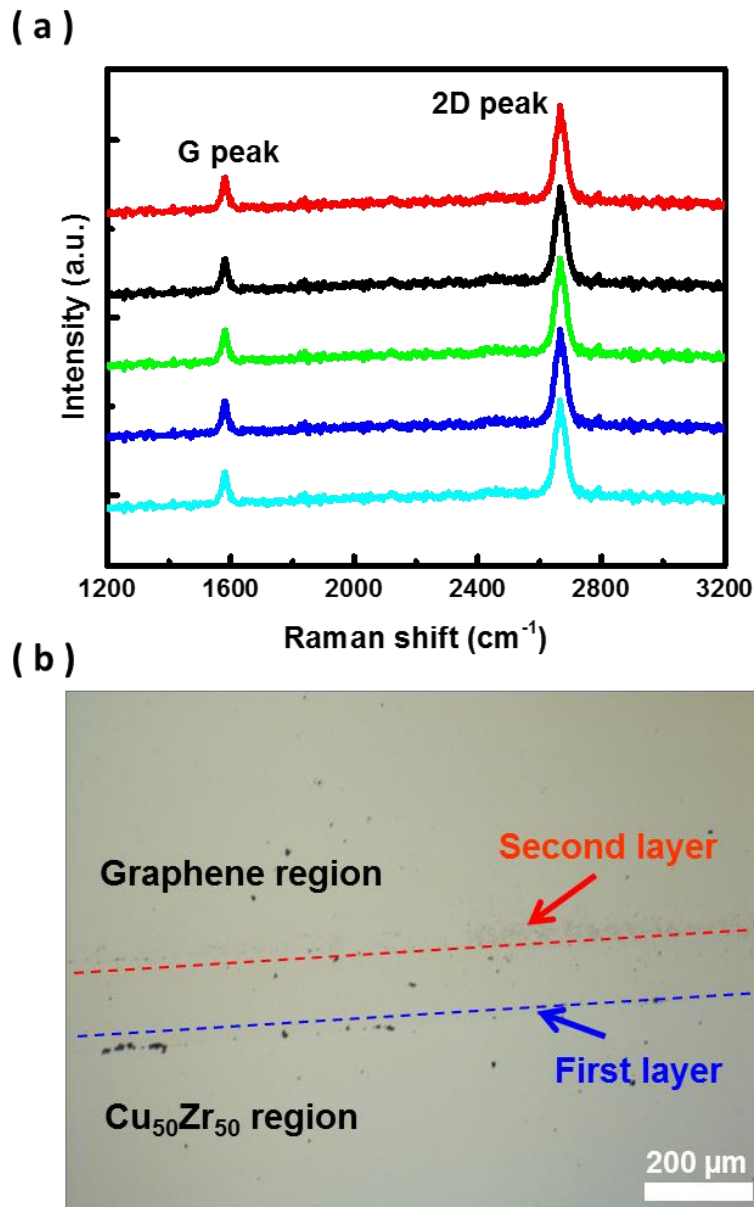 ( a )
2D peak
G peak
Intensity (a.u.)
1200 1600 2000 2400 2800 3200
Raman shift (cm⁻¹)
( b )
Second layer
Graphene region
First layer
Cu₅₀Zr₅₀ region
200 µm